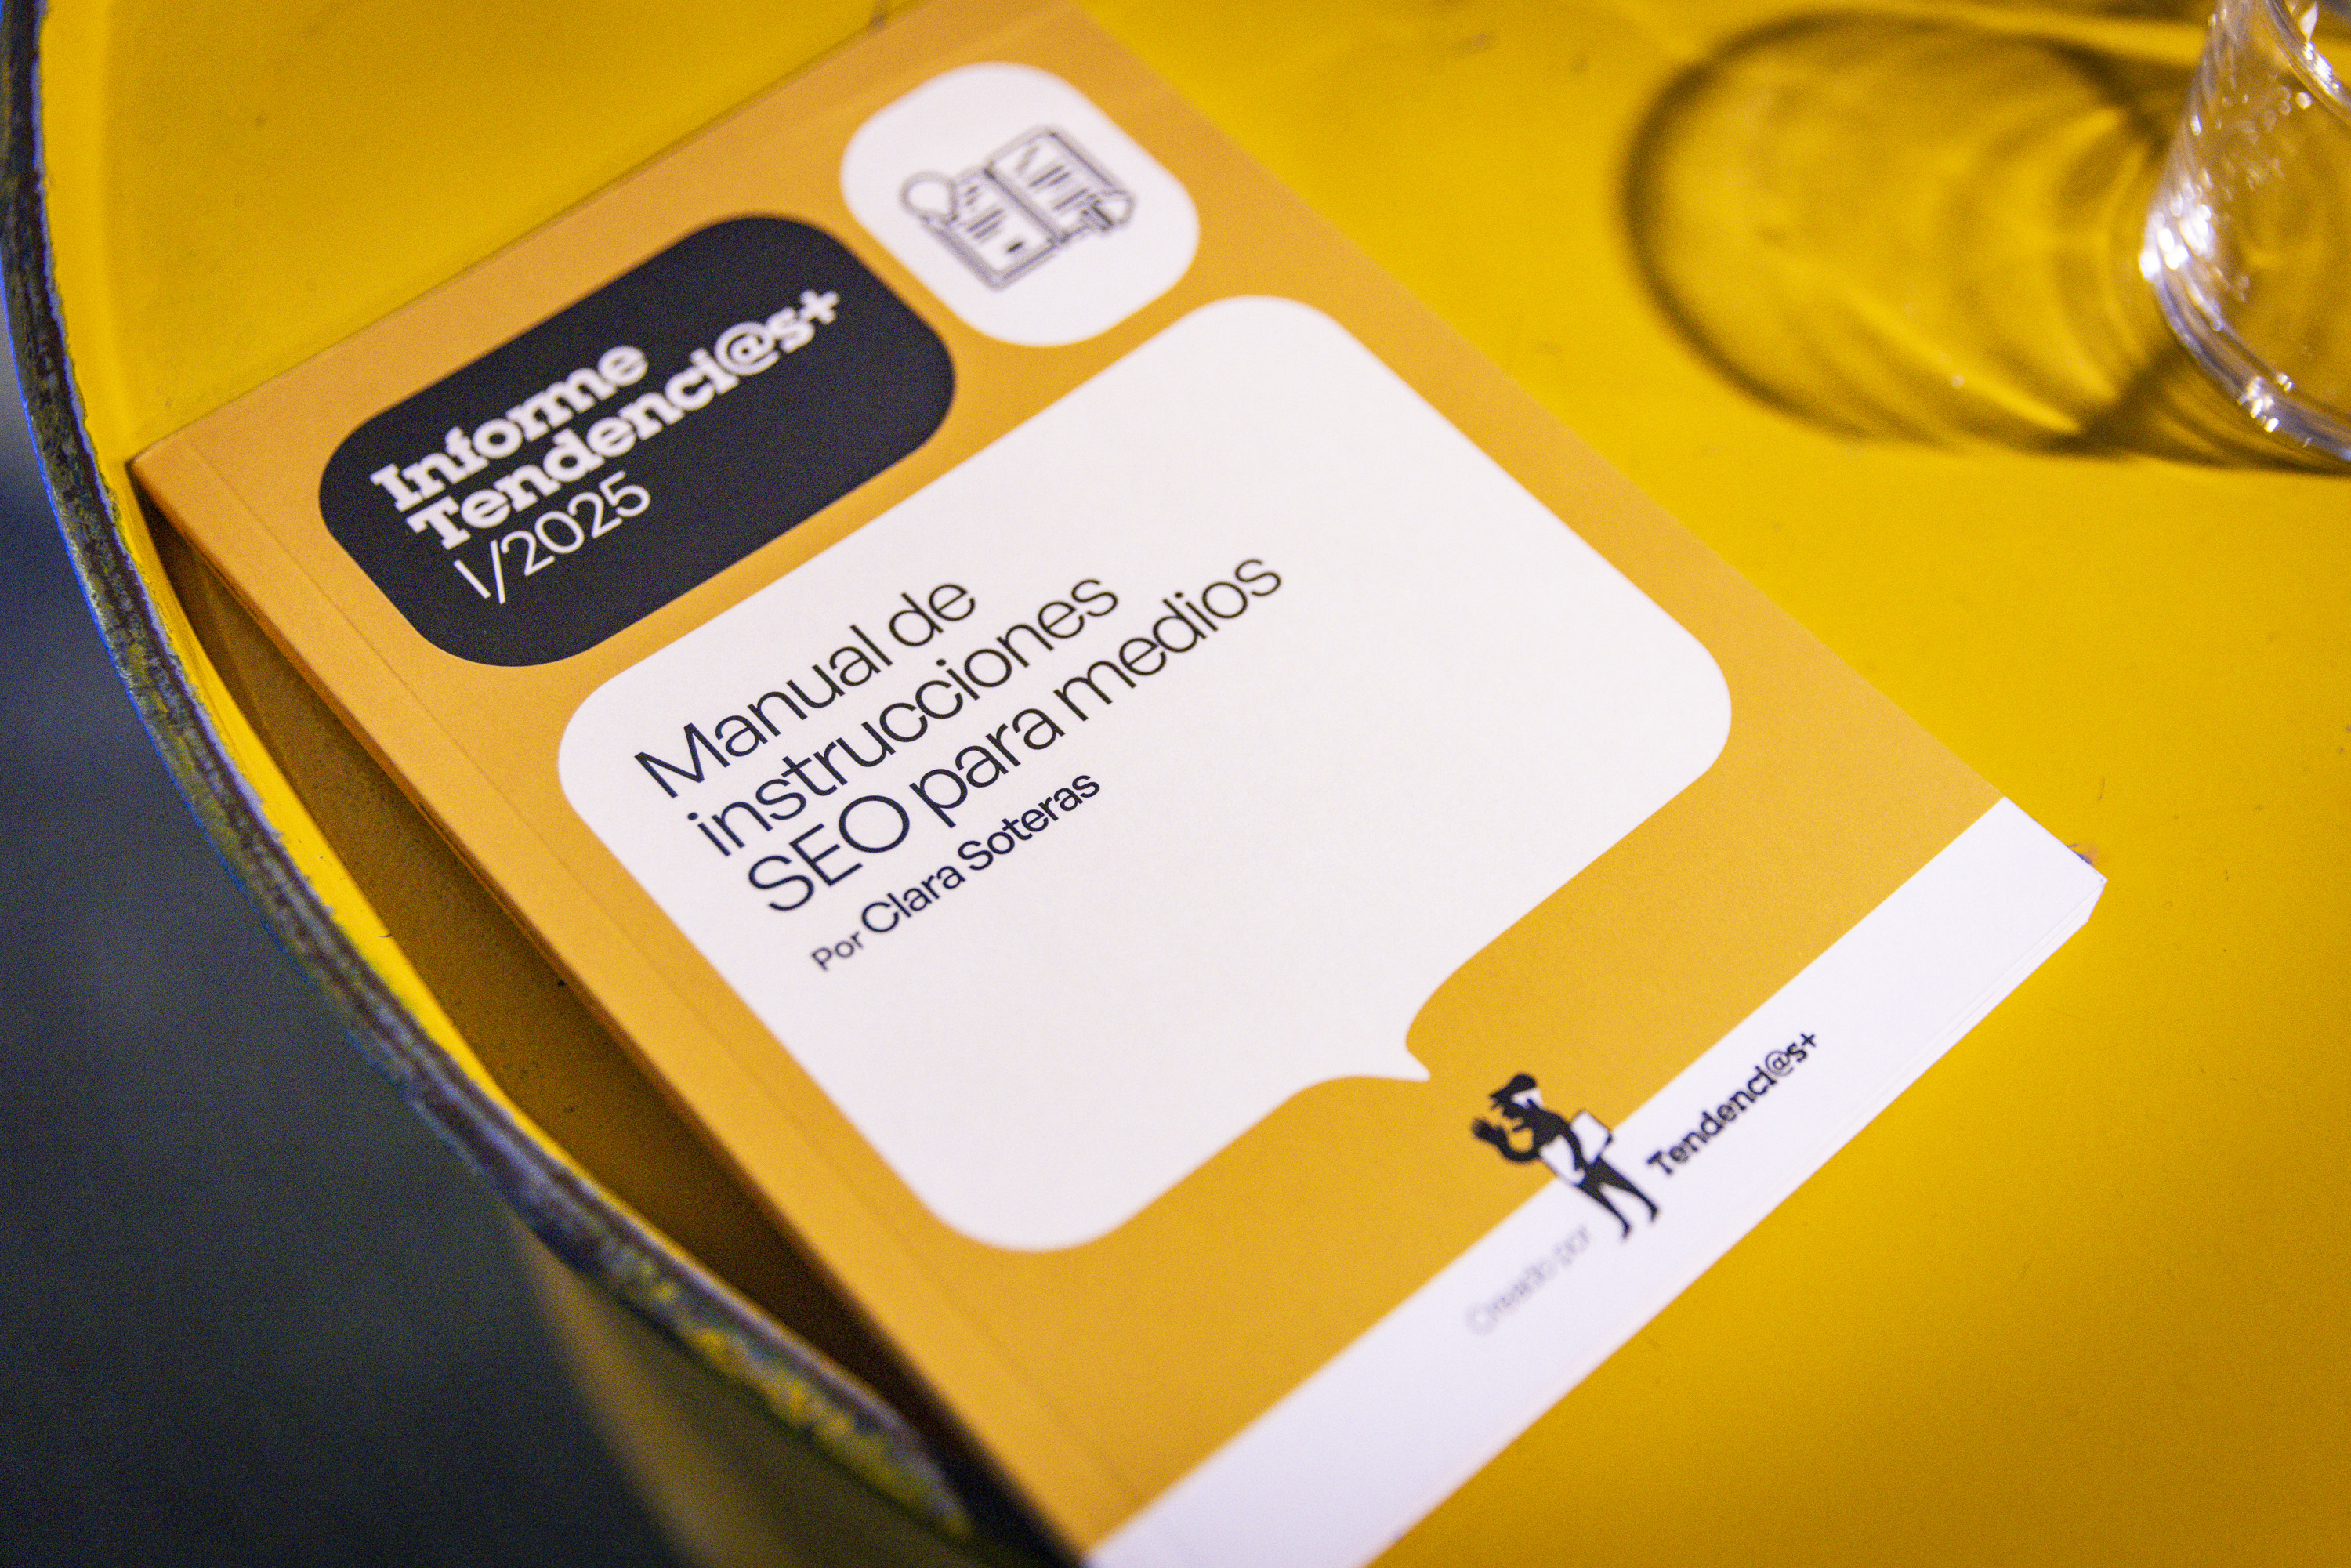 Informe
Tendenci@s+
\/2025
Manual de
instrucciones
SEO para medios
Por Clara Soteras
Creado por
Tendenci@s+